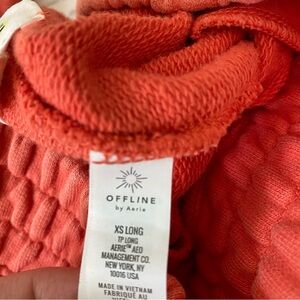 OFFLINE
by Aerie
XS LONG
TP LONG
AERIE™ AEO
MANAGEMENT CO.
NEW YORK, NY
10016 USA
MADE IN VIETNAM
FABRIQUÉ AU